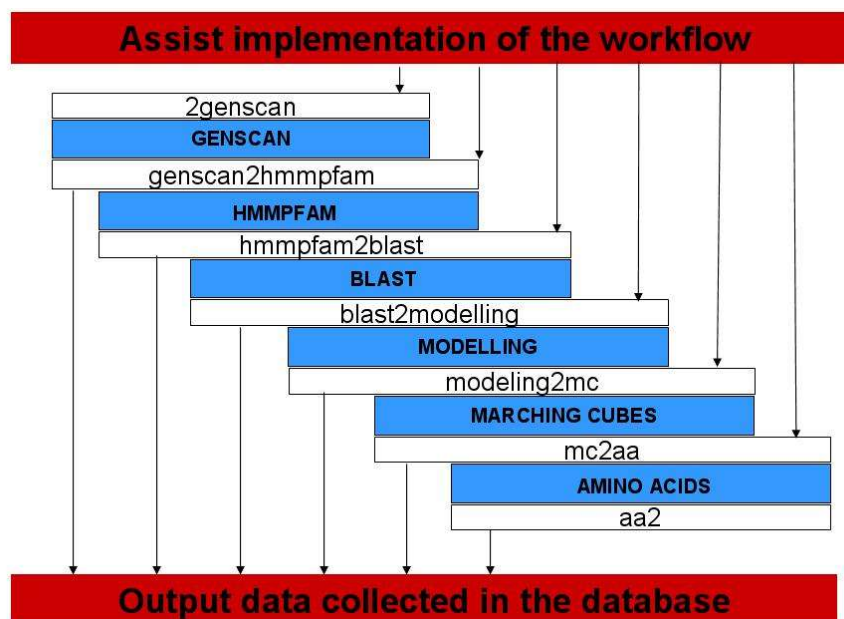 Assist implementation of the workflow
2genscan
GENSCAN
genscan2hmmpfam
HMMPFAM
hmmpfam2blast
BLAST
blast2modelling
MODELLING
modeling2mc
MARCHING CUBES
mc2aa
AMINO ACIDS
aa2
Output data collected in the database